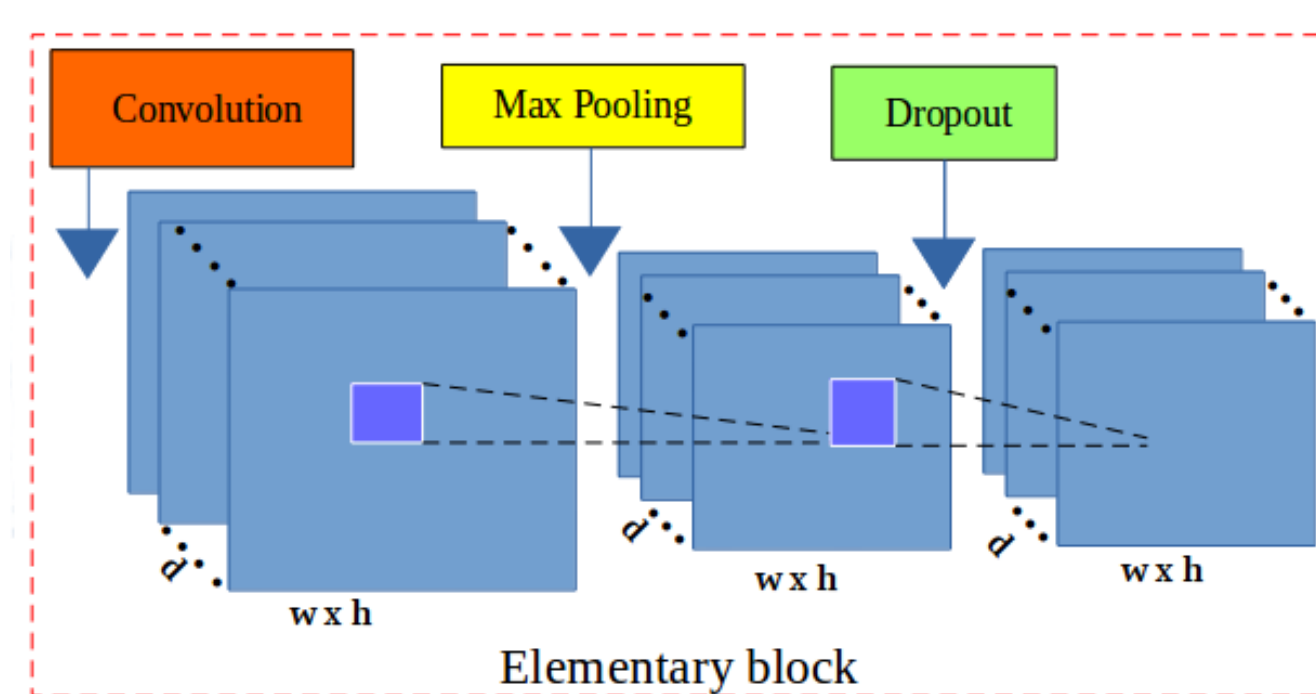 Convolution
Max Pooling
Dropout
d
w x h
d
w x h
d
w x h
Elementary block